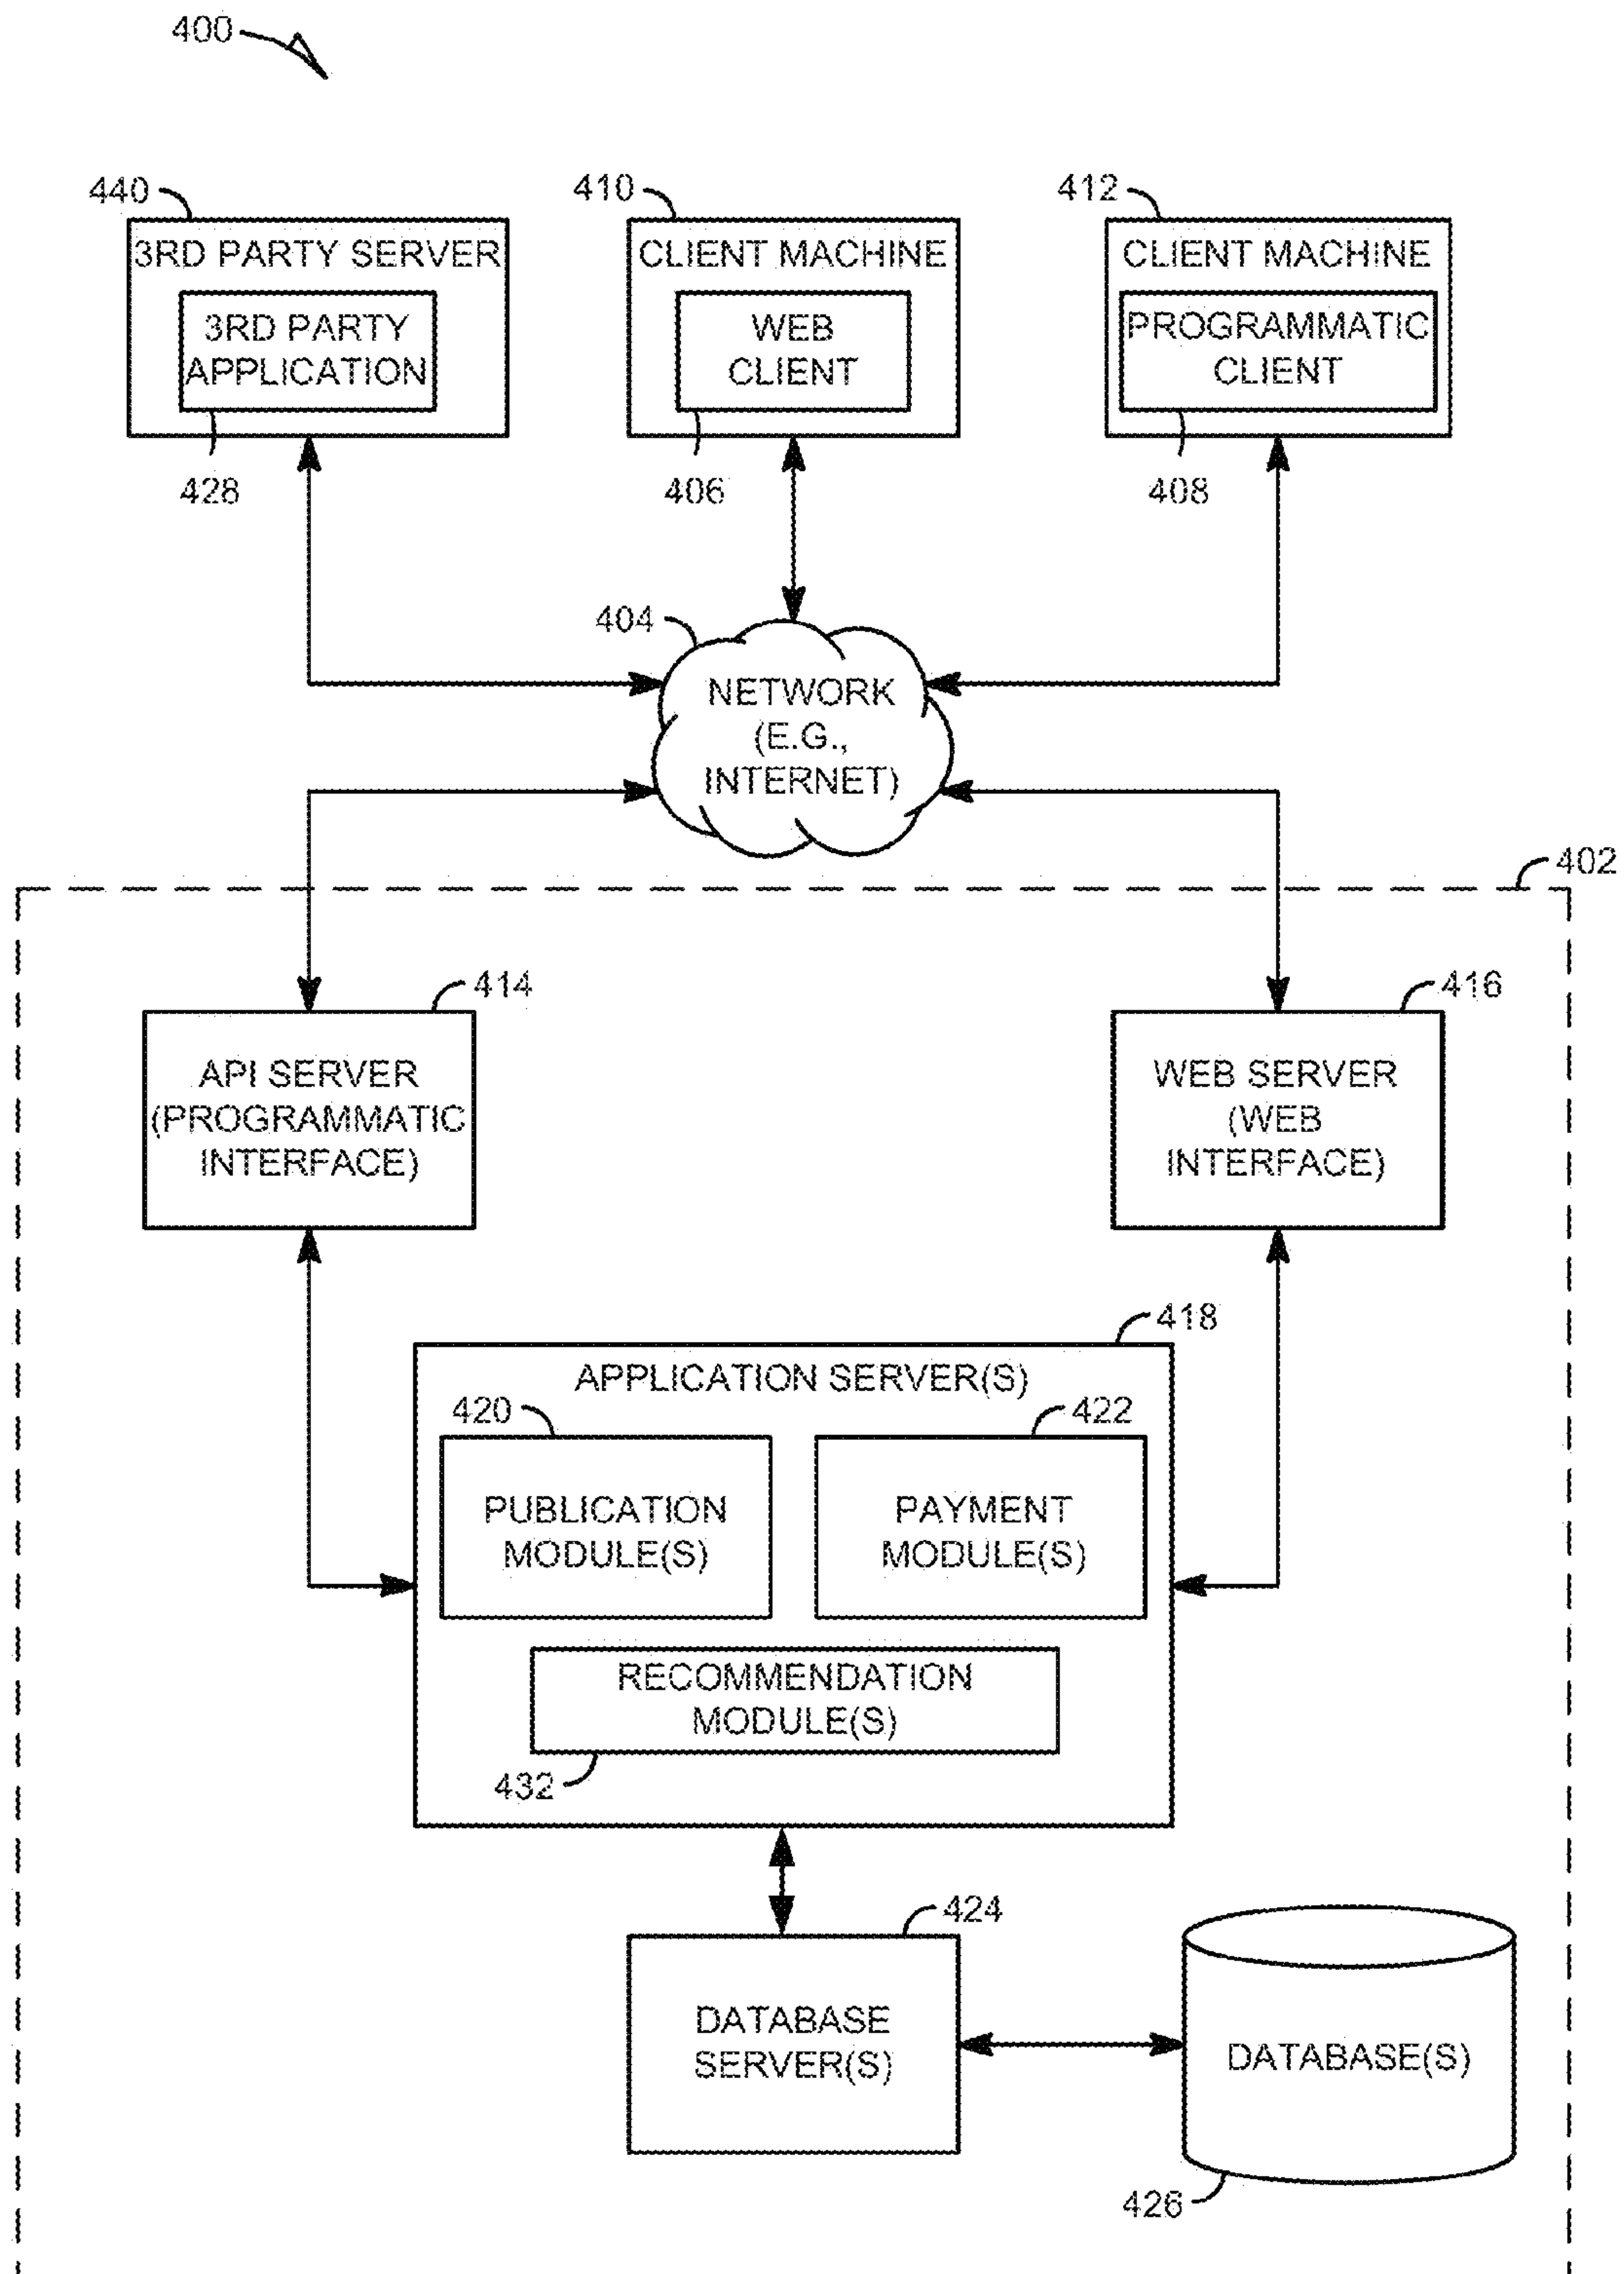 400
440
3RD PARTY SERVER
3RD PARTY
APPLICATION
428
410
CLIENT MACHINE
WEB
CLIENT
406
412
CLIENT MACHINE
PROGRAMMATIC
CLIENT
408
404
NETWORK
(E.G.,
INTERNET)
402
414
API SERVER
(PROGRAMMATIC
INTERFACE)
416
WEB SERVER
(WEB
INTERFACE)
418
APPLICATION SERVER(S)
420
PUBLICATION
MODULE(S)
422
PAYMENT
MODULE(S)
RECOMMENDATION
MODULE(S)
432
424
DATABASE
SERVER(S)
DATABASE(S)
426